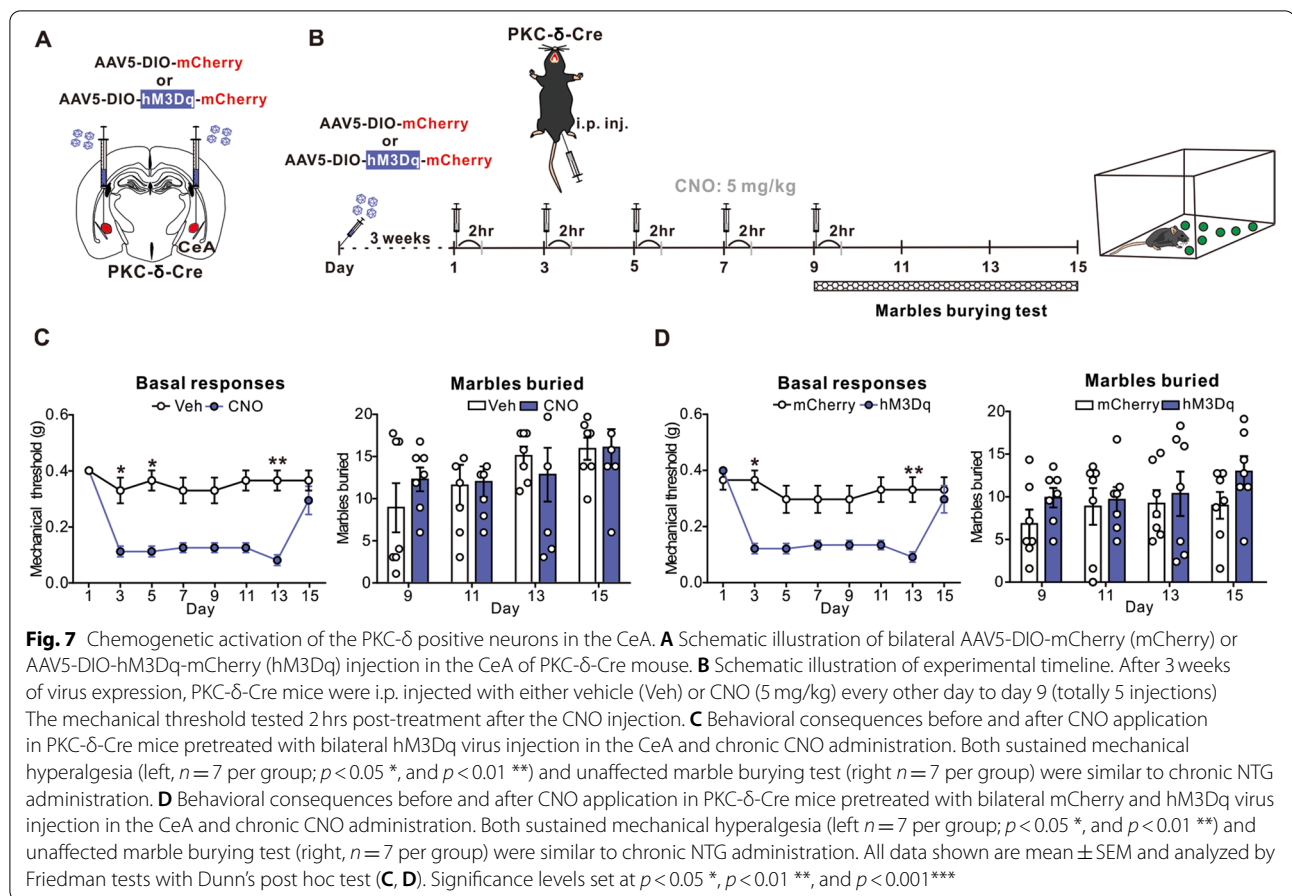 A
AAV5-DIO-mCherry
or
AAV5-DIO-hM3Dq-mCherry
CeA
PKC-δ-Cre
B
PKC-δ-Cre
AAV5-DIO-mCherry
or
AAV5-DIO-hM3Dq-mCherry
i.p. inj.
CNO: 5 mg/kg
3 weeks
2hr 2hr 2hr 2hr 2hr
Day 1 3 5 7 9 11 13 15
Marbles burying test
C
Basal responses
Veh CNO
Mechanical threshold (g)
0.6
0.4
0.2
0.0
* * **
1 3 5 7 9 11 13 15
Day
Marbles buried
Veh CNO
Marbles buried
20
15
10
5
0
9 11 13 15
Day
D
Basal responses
mCherry hM3Dq
Mechanical threshold (g)
0.6
0.4
0.2
0.0
* **
1 3 5 7 9 11 13 15
Day
Marbles buried
mCherry hM3Dq
Marbles buried
20
15
10
5
0
9 11 13 15
Day
Fig. 7 Chemogenetic activation of the PKC-δ positive neurons in the CeA. A Schematic illustration of bilateral AAV5-DIO-mCherry (mCherry) or
AAV5-DIO-hM3Dq-mCherry (hM3Dq) injection in the CeA of PKC-δ-Cre mouse. B Schematic illustration of experimental timeline. After 3 weeks
of virus expression, PKC-δ-Cre mice were i.p. injected with either vehicle (Veh) or CNO (5 mg/kg) every other day to day 9 (totally 5 injections)
The mechanical threshold tested 2 hrs post-treatment after the CNO injection. C Behavioral consequences before and after CNO application
in PKC-δ-Cre mice pretreated with bilateral hM3Dq virus injection in the CeA and chronic CNO administration. Both sustained mechanical
hyperalgesia (left, n = 7 per group; p < 0.05 *, and p < 0.01 **) and unaffected marble burying test (right n = 7 per group) were similar to chronic NTG
administration. D Behavioral consequences before and after CNO application in PKC-δ-Cre mice pretreated with bilateral mCherry and hM3Dq virus
injection in the CeA and chronic CNO administration. Both sustained mechanical hyperalgesia (left n = 7 per group; p < 0.05 *, and p < 0.01 **) and
unaffected marble burying test (right, n = 7 per group) were similar to chronic NTG administration. All data shown are mean ± SEM and analyzed by
Friedman tests with Dunn's post hoc test (C, D). Significance levels set at p < 0.05 *, p < 0.01 **, and p < 0.001***